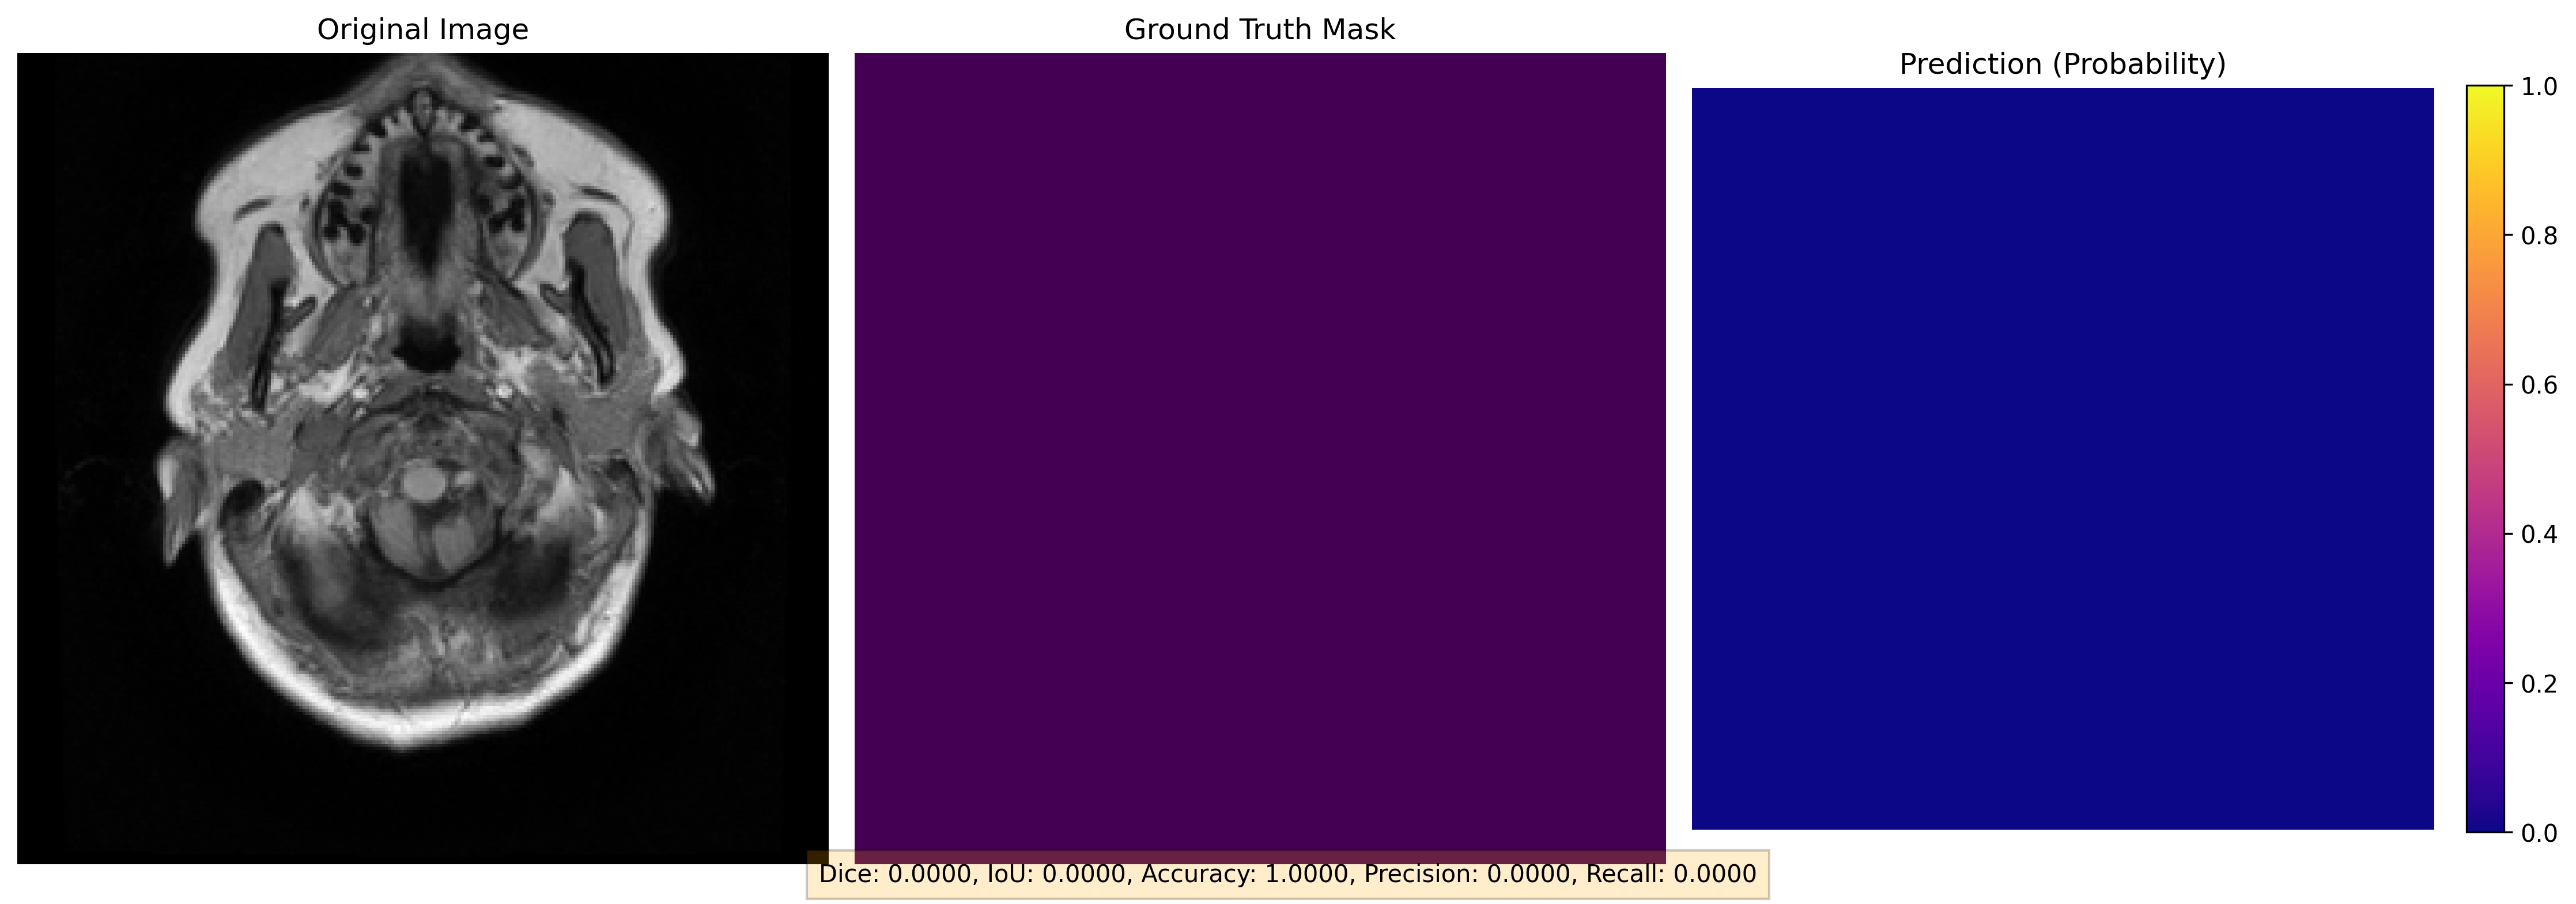 Original Image
Ground Truth Mask
Prediction (Probability)
1.0
0.8
0.6
0.4
0.2
0.0
Dice: 0.0000, IoU: 0.0000, Accuracy: 1.0000, Precision: 0.0000, Recall: 0.0000